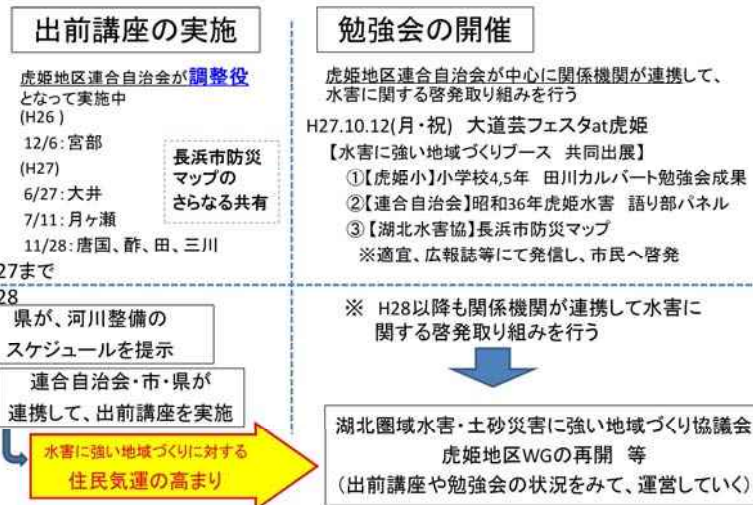 出前講座の実施
虎姫地区連合自治会が調整役
となって実施中
(H26 )
12/6:宮部
(H27)
6/27:大井
7/11:月ヶ瀬
11/28:唐国、酢、田、三川
長浜市防災
マップの
さらなる共有
27まで
28
県が、河川整備の
スケジュールを提示
連合自治会・市・県が
連携して、出前講座を実施
水害に強い地域づくりに対する
住民気運の高まり
勉強会の開催
虎姫地区連合自治会が中心に関係機関が連携して、
水害に関する啓発取り組みを行う
H27.10.12(月・祝) 大道芸フェスタat虎姫
【水害に強い地域づくりブース 共同出展】
①【虎姫小】小学校4,5年 田川カルバート勉強会成果
②【連合自治会】昭和36年虎姫水害 語り部パネル
③【湖北水害協】長浜市防災マップ
※適宜、広報誌等にて発信し、市民へ啓発
※ H28以降も関係機関が連携して水害に
関する啓発取り組みを行う
湖北圏域水害・土砂災害に強い地域づくり協議会
虎姫地区WGの再開 等
(出前講座や勉強会の状況をみて、運営していく)